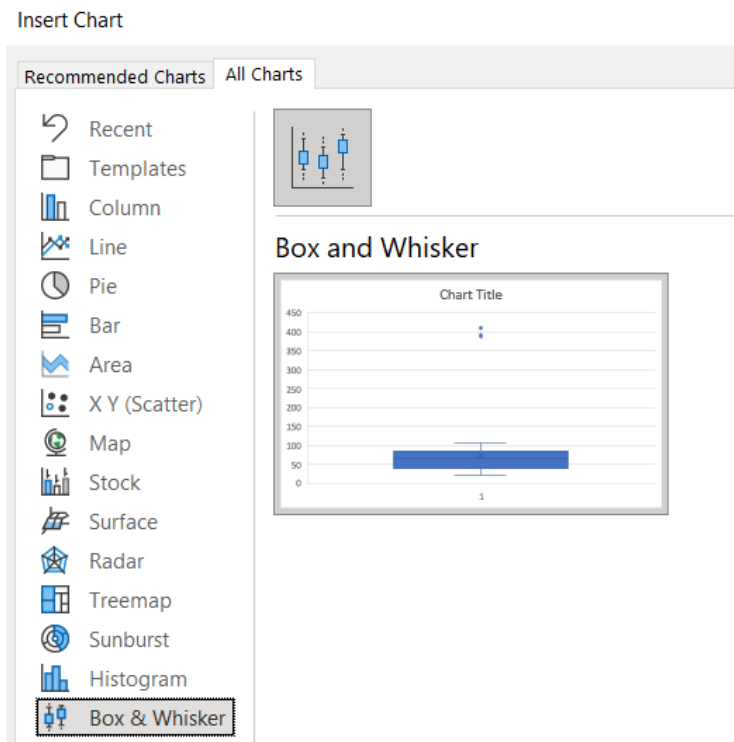 Insert Chart
Recommended Charts
All Charts
Recent
Templates
Column
Line
Pie
Bar
Area
X Y (Scatter)
Map
Stock
Surface
Radar
Treemap
Sunburst
Histogram
Box & Whisker
Box and Whisker
Chart Title
450
400
350
300
250
200
150
100
50
0
1